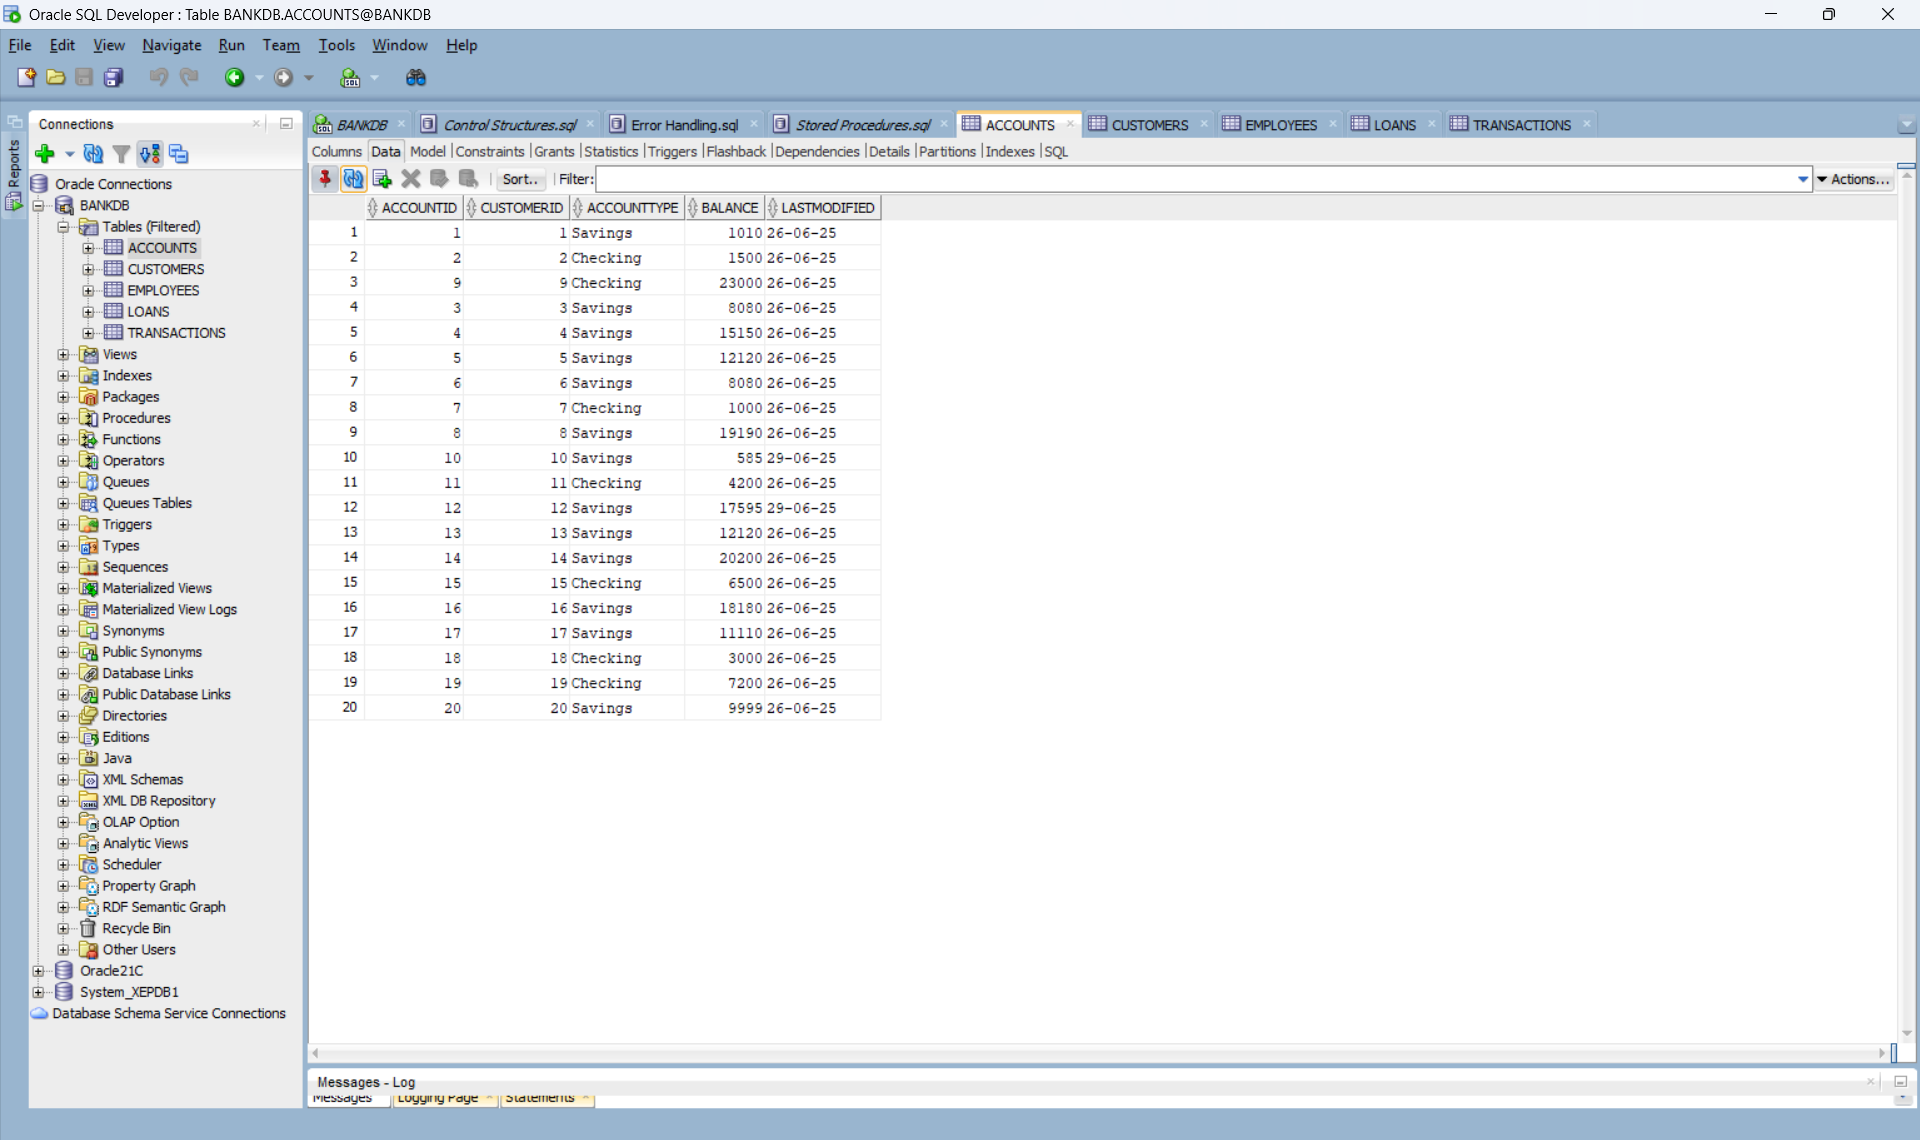 Oracle SQL Developer : Table BANKDB.ACCOUNTS@BANKDB
File Edit View Navigate Run Team Tools Window Help
Reports
Connections
Oracle Connections
BANKDB
Tables (Filtered)
ACCOUNTS
CUSTOMERS
EMPLOYEES
LOANS
TRANSACTIONS
Views
Indexes
Packages
Procedures
Functions
Operators
Queues
Queues Tables
Triggers
Types
Sequences
Materialized Views
Materialized View Logs
Synonyms
Public Synonyms
Database Links
Public Database Links
Directories
Editions
Java
XML Schemas
XML DB Repository
OLAP Option
Analytic Views
Scheduler
Property Graph
RDF Semantic Graph
Recycle Bin
Other Users
Oracle21C
System_XEPDB1
Database Schema Service Connections
BANKDB Control Structures.sql Error Handling.sql Stored Procedures.sql ACCOUNTS CUSTOMERS EMPLOYEES LOANS TRANSACTIONS
Columns Data Model |Constraints |Grants |Statistics |Triggers |Flashback |Dependencies |Details |Partitions |Indexes |SQL
Sort.. Filter: Actions...
ACCOUNTID CUSTOMERID ACCOUNTTYPE BALANCE LASTMODIFIED
1 1 1 Savings 1010 26-06-25
2 2 2 Checking 1500 26-06-25
3 9 9 Checking 23000 26-06-25
4 3 3 Savings 8080 26-06-25
5 4 4 Savings 15150 26-06-25
6 5 5 Savings 12120 26-06-25
7 6 6 Savings 8080 26-06-25
8 7 7 Checking 1000 26-06-25
9 8 8 Savings 19190 26-06-25
10 10 10 Savings 585 29-06-25
11 11 11 Checking 4200 26-06-25
12 12 12 Savings 17595 29-06-25
13 13 13 Savings 12120 26-06-25
14 14 14 Savings 20200 26-06-25
15 15 15 Checking 6500 26-06-25
16 16 16 Savings 18180 26-06-25
17 17 17 Savings 11110 26-06-25
18 18 18 Checking 3000 26-06-25
19 19 19 Checking 7200 26-06-25
20 20 20 Savings 9999 26-06-25
Messages - Log
Messages Logging Page Statements